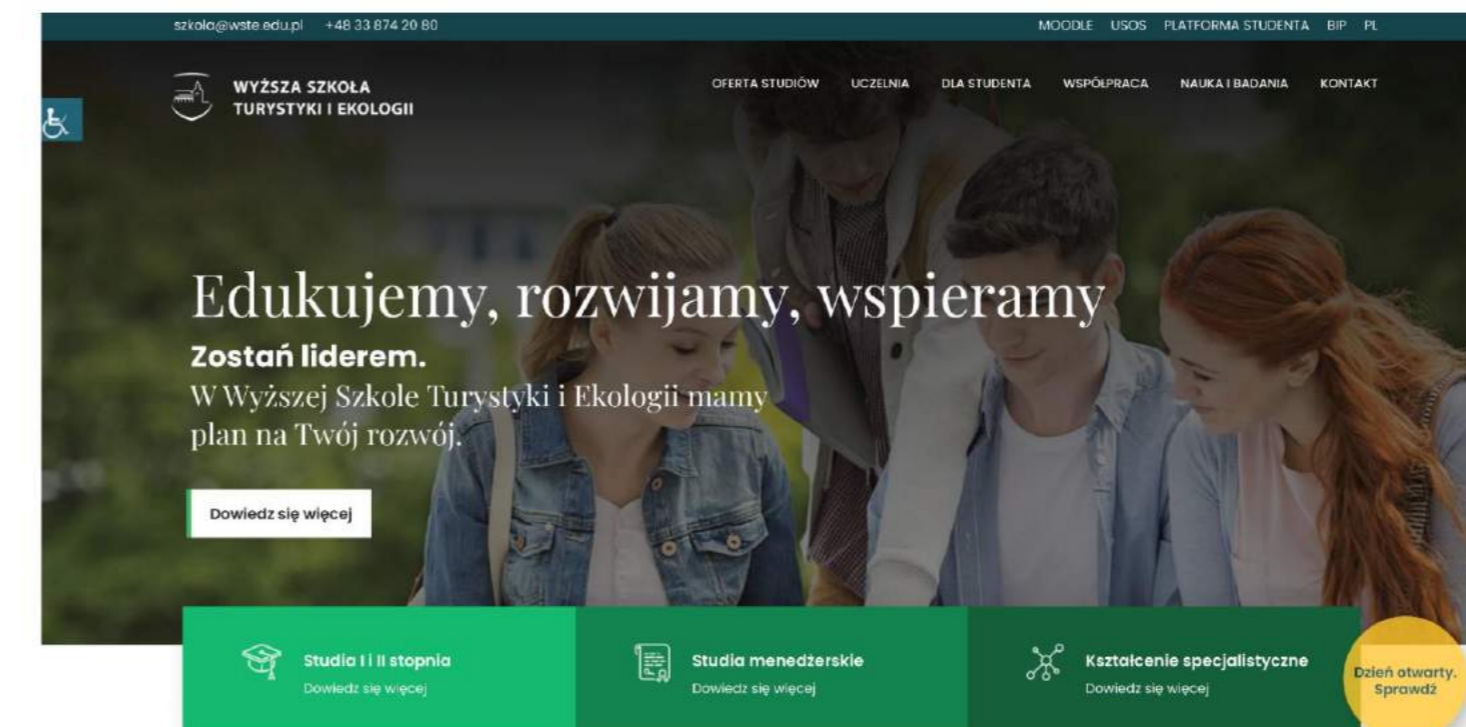 szkola@wste.edu.pl +48 33 874 20 80 MOODLE USOS PLATFORMA STUDENTA BIP PL
WYŻSZA SZKOŁA
TURYSTYKI I EKOLOGII
OFERTA STUDIÓW UCZELNIA DLA STUDENTA WSPÓŁPRACA NAUKA I BADANIA KONTAKT
Edukujemy, rozwijamy, wspieramy
Zostań liderem.
W Wyższej Szkole Turystyki i Ekologii mamy
plan na Twój rozwój.
Dowiedz się więcej
Studia I i II stopnia
Dowiedz się więcej
Studia menedżerskie
Dowiedz się więcej
Kształcenie specjalistyczne
Dowiedz się więcej
Dzień otwarty.
Sprawdź